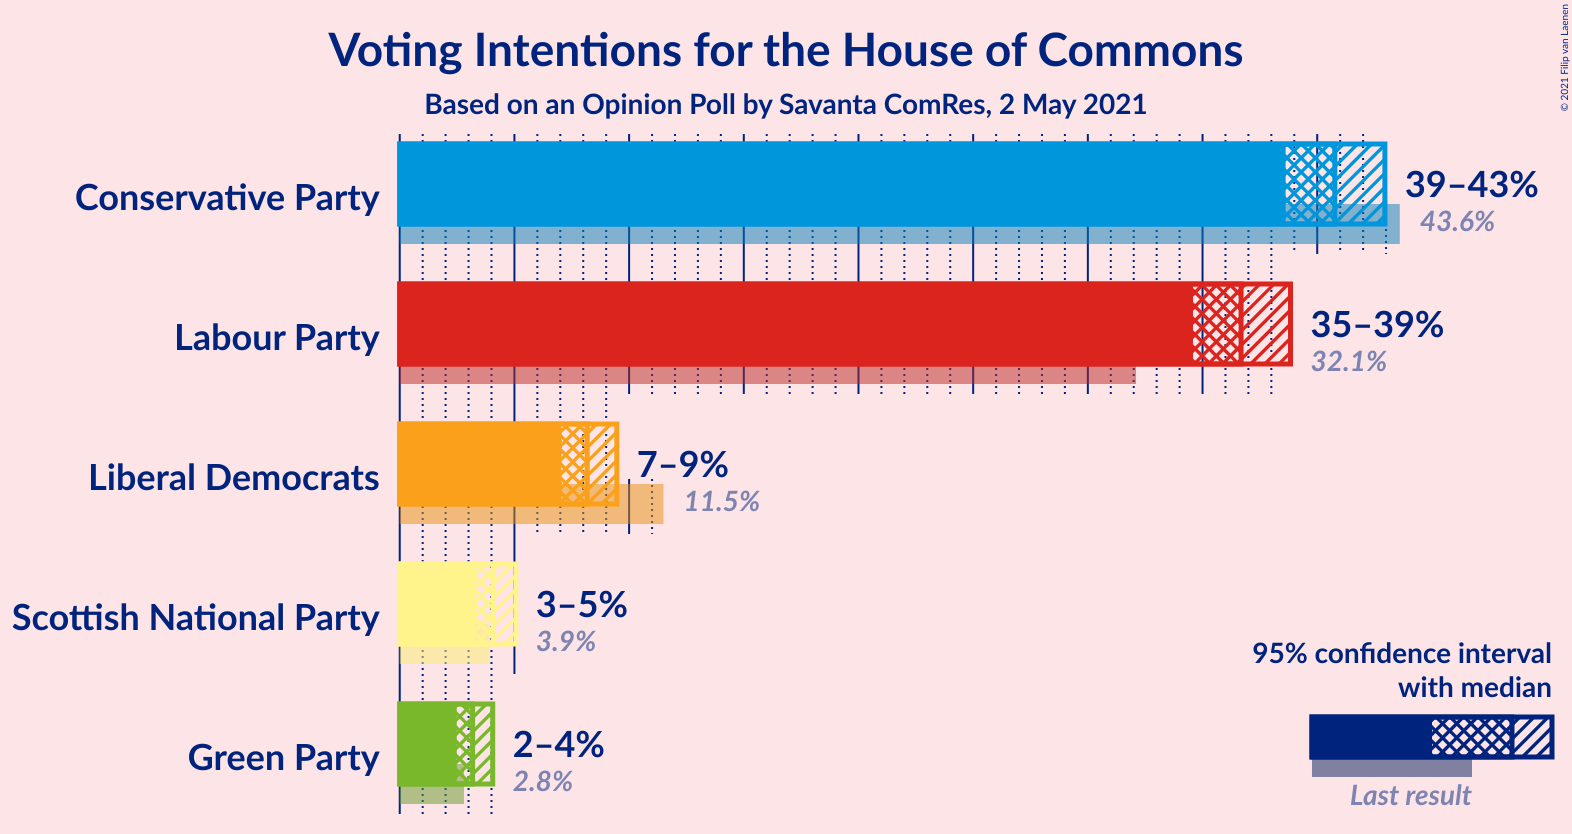 Voting Intentions for the House of Commons
Based on an Opinion Poll by Savanta ComRes, 2 May 2021
© 2021 Filip van Laenen
Conservative Party
39–43%
43.6%
Labour Party
35–39%
32.1%
Liberal Democrats
7–9%
11.5%
Scottish National Party
3–5%
3.9%
Green Party
2–4%
2.8%
95% confidence interval
with median
Last result